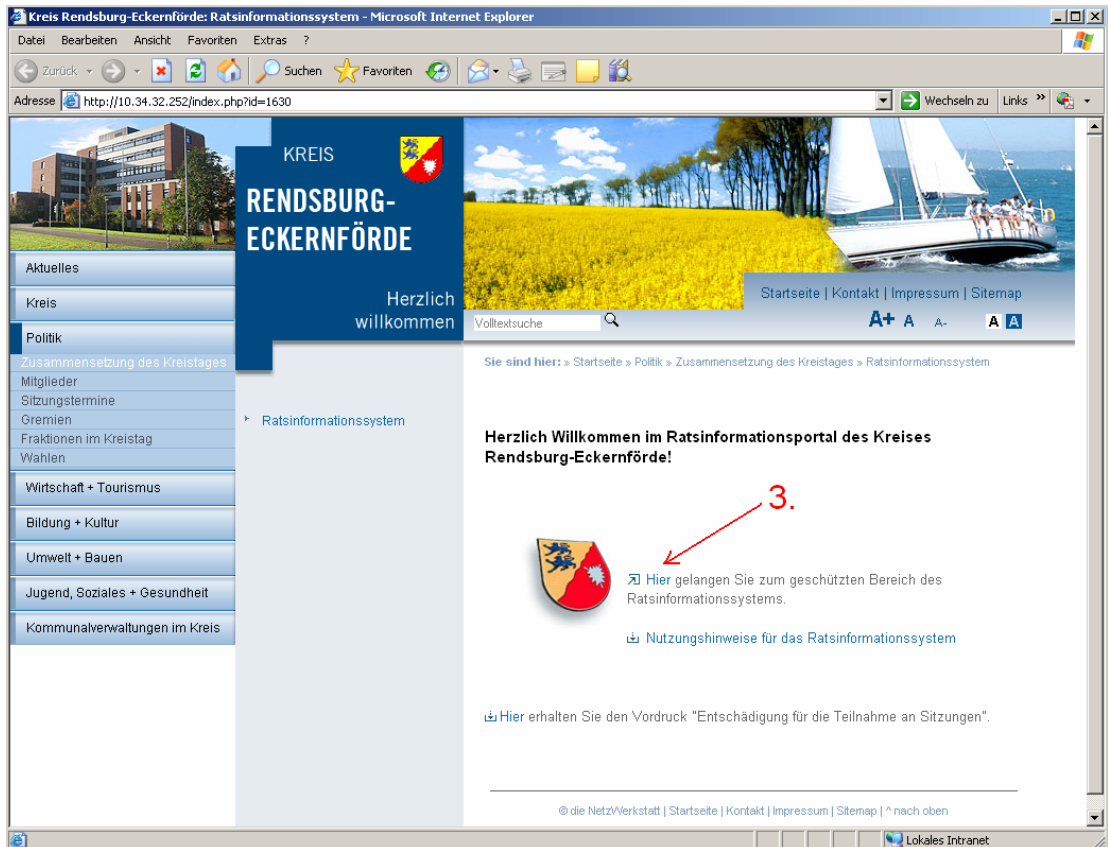 Kreis Rendsburg-Eckernförde: Ratsinformationssystem - Microsoft Internet Explorer
Datei Bearbeiten Ansicht Favoriten Extras ?
Zurück Suchen Favoriten
Adresse http://10.34.32.252/index.php?id=1630 Wechseln zu Links »
KREIS
RENDSBURG-
ECKERNFÖRDE
Herzlich
willkommen
Startseite | Kontakt | Impressum | Sitemap
Volltextsuche
A+ A A- A A
Aktuelles
Kreis
Politik
Zusammensetzung des Kreistages
Mitglieder
Sitzungstermine
Gremien
Fraktionen im Kreistag
Wahlen
Wirtschaft + Tourismus
Bildung + Kultur
Umwelt + Bauen
Jugend, Soziales + Gesundheit
Kommunalverwaltungen im Kreis
Ratsinformationssystem
Sie sind hier: » Startseite » Politik » Zusammensetzung des Kreistages » Ratsinformationssystem
Herzlich Willkommen im Ratsinformationsportal des Kreises
Rendsburg-Eckernförde!
3.
Hier gelangen Sie zum geschützten Bereich des
Ratsinformationssystems.
Nutzungshinweise für das Ratsinformationssystem
Hier erhalten Sie den Vordruck "Entschädigung für die Teilnahme an Sitzungen".
© die NetzWerkstatt | Startseite | Kontakt | Impressum | Sitemap | ^ nach oben
Lokales Intranet